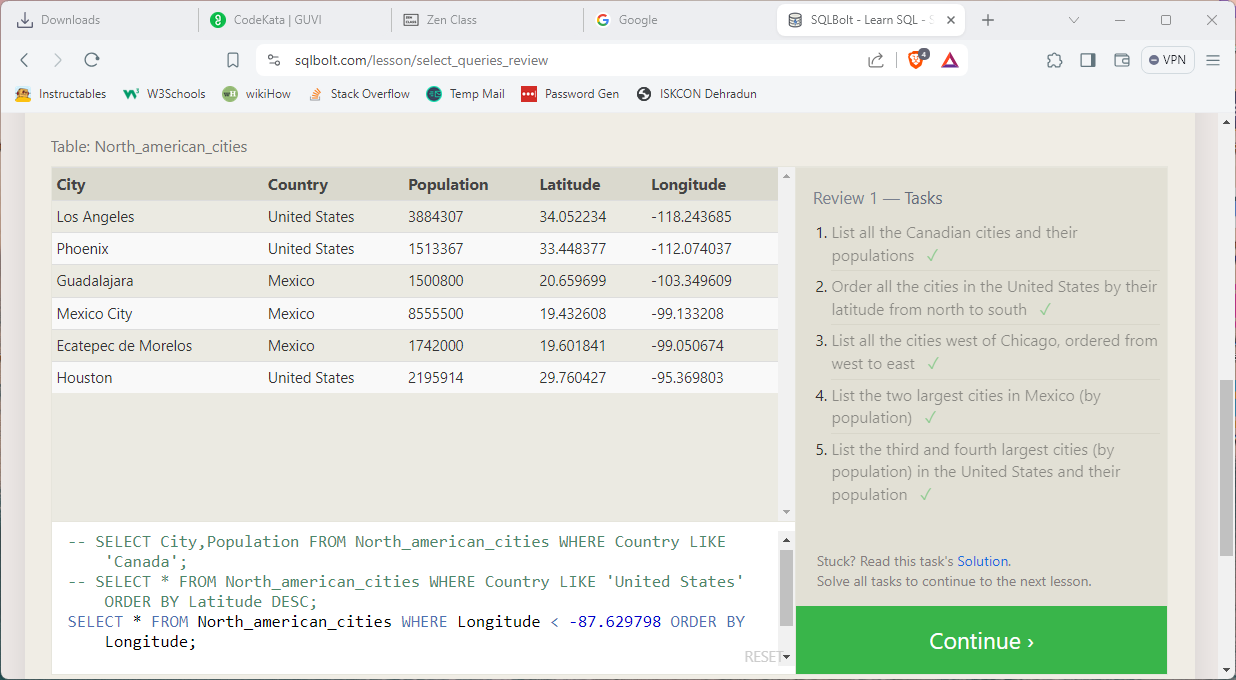 Downloads
CodeKata | GUVI
Zen Class
Google
SQLBolt - Learn SQL - S
sqlbolt.com/lesson/select_queries_review
4
VPN
Instructables
W3Schools
wikiHow
Stack Overflow
Temp Mail
Password Gen
ISKCON Dehradun
Table: North_american_cities
City Country Population Latitude Longitude
Los Angeles United States 3884307 34.052234 -118.243685
Phoenix United States 1513367 33.448377 -112.074037
Guadalajara Mexico 1500800 20.659699 -103.349609
Mexico City Mexico 8555500 19.432608 -99.133208
Ecatepec de Morelos Mexico 1742000 19.601841 -99.050674
Houston United States 2195914 29.760427 -95.369803
-- SELECT City,Population FROM North_american_cities WHERE Country LIKE
'Canada';
-- SELECT * FROM North_american_cities WHERE Country LIKE 'United States'
ORDER BY Latitude DESC;
SELECT * FROM North_american_cities WHERE Longitude < -87.629798 ORDER BY
Longitude;
RESET
Review 1 — Tasks
1. List all the Canadian cities and their
populations ✓
2. Order all the cities in the United States by their
latitude from north to south ✓
3. List all the cities west of Chicago, ordered from
west to east ✓
4. List the two largest cities in Mexico (by
population) ✓
5. List the third and fourth largest cities (by
population) in the United States and their
population ✓
Stuck? Read this task's Solution.
Solve all tasks to continue to the next lesson.
Continue ›